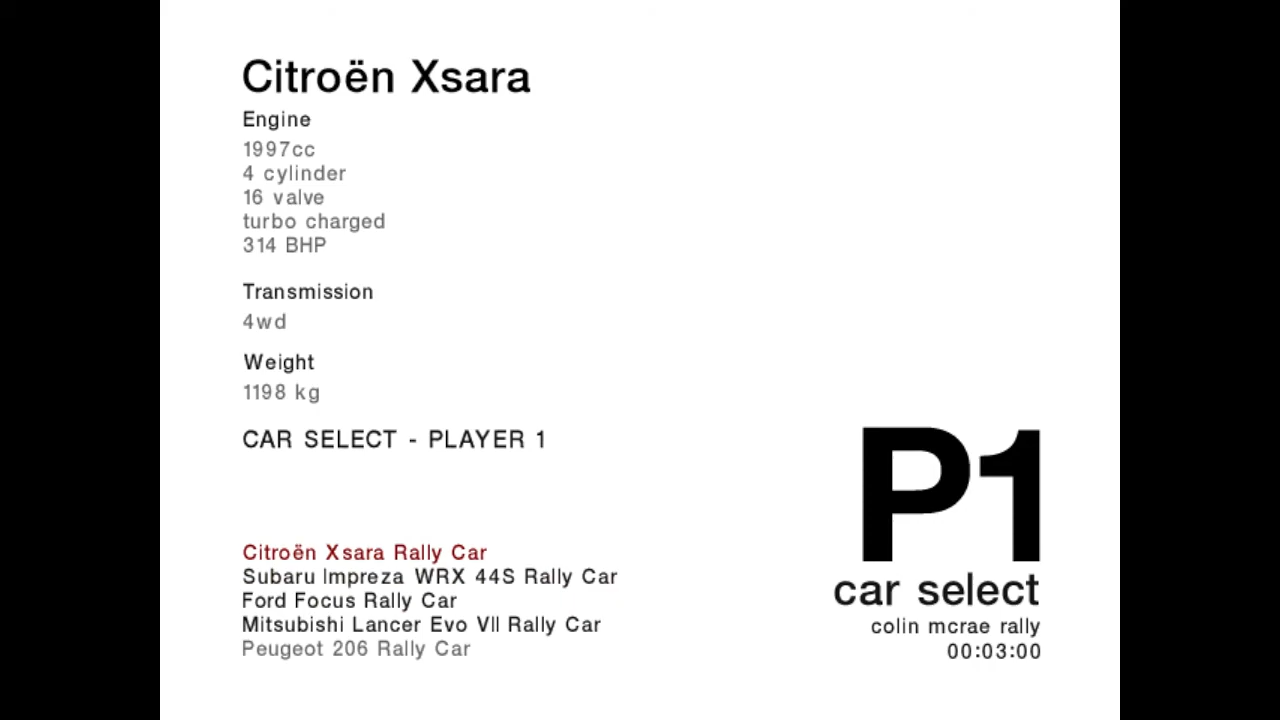 Citroën Xsara
Engine
1997cc
4 cylinder
16 valve
turbo charged
314 BHP
Transmission
4wd
Weight
1198 kg
CAR SELECT - PLAYER 1
Citroën Xsara Rally Car
Subaru Impreza WRX 44S Rally Car
Ford Focus Rally Car
Mitsubishi Lancer Evo VII Rally Car
Peugeot 206 Rally Car
P1
car select
colin mcrae rally
00:03:00